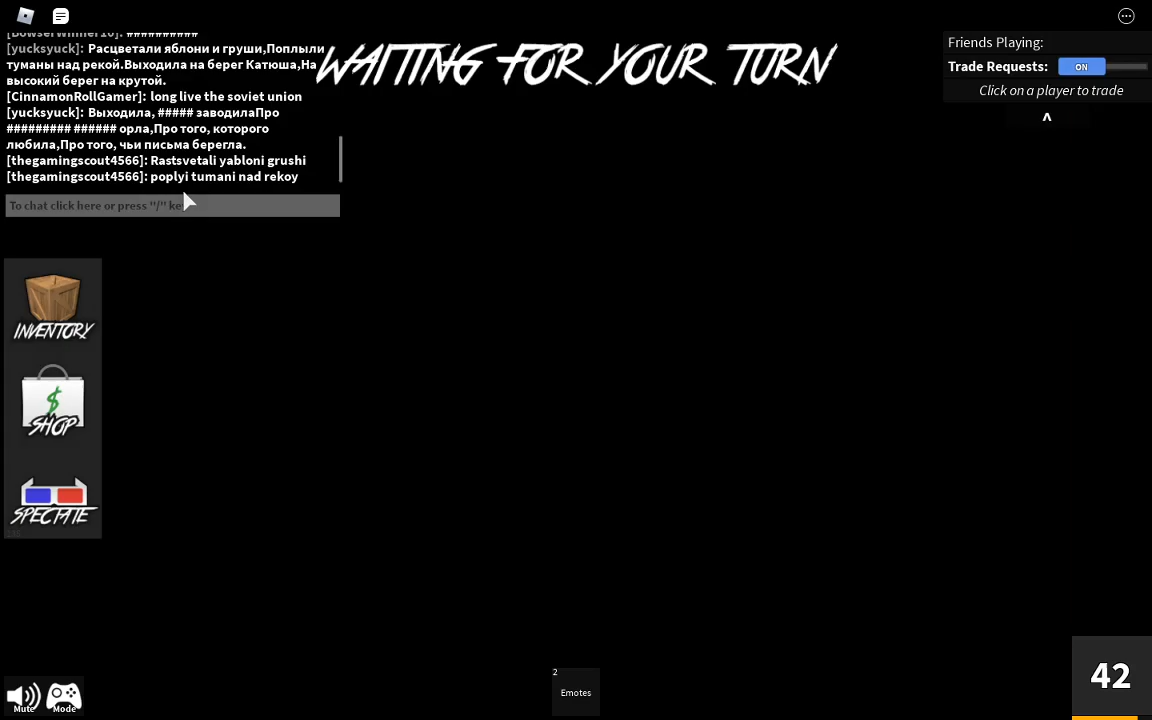 [BowserWinner10]: ##########
[yucksyuck]: Расцветали яблони и груши,Поплыли
туманы над рекой.Выходила на берег Катюша,На
высокий берег на крутой.
[CinnamonRollGamer]: long live the soviet union
[yucksyuck]: Выходила, ##### заводилаПро
######### ###### орла,Про того, которого
любила,Про того, чьи письма берегла.
[thegamingscout4566]: Rastsvetali yabloni grushi
[thegamingscout4566]: poplyi tumani nad rekoy
To chat click here or press "/" ke
WAITING FOR YOUR TURN
Friends Playing:
Trade Requests: ON
Click on a player to trade
INVENTORY
$
SHOP
SPECTATE
Mute
Mode
2
Emotes
42